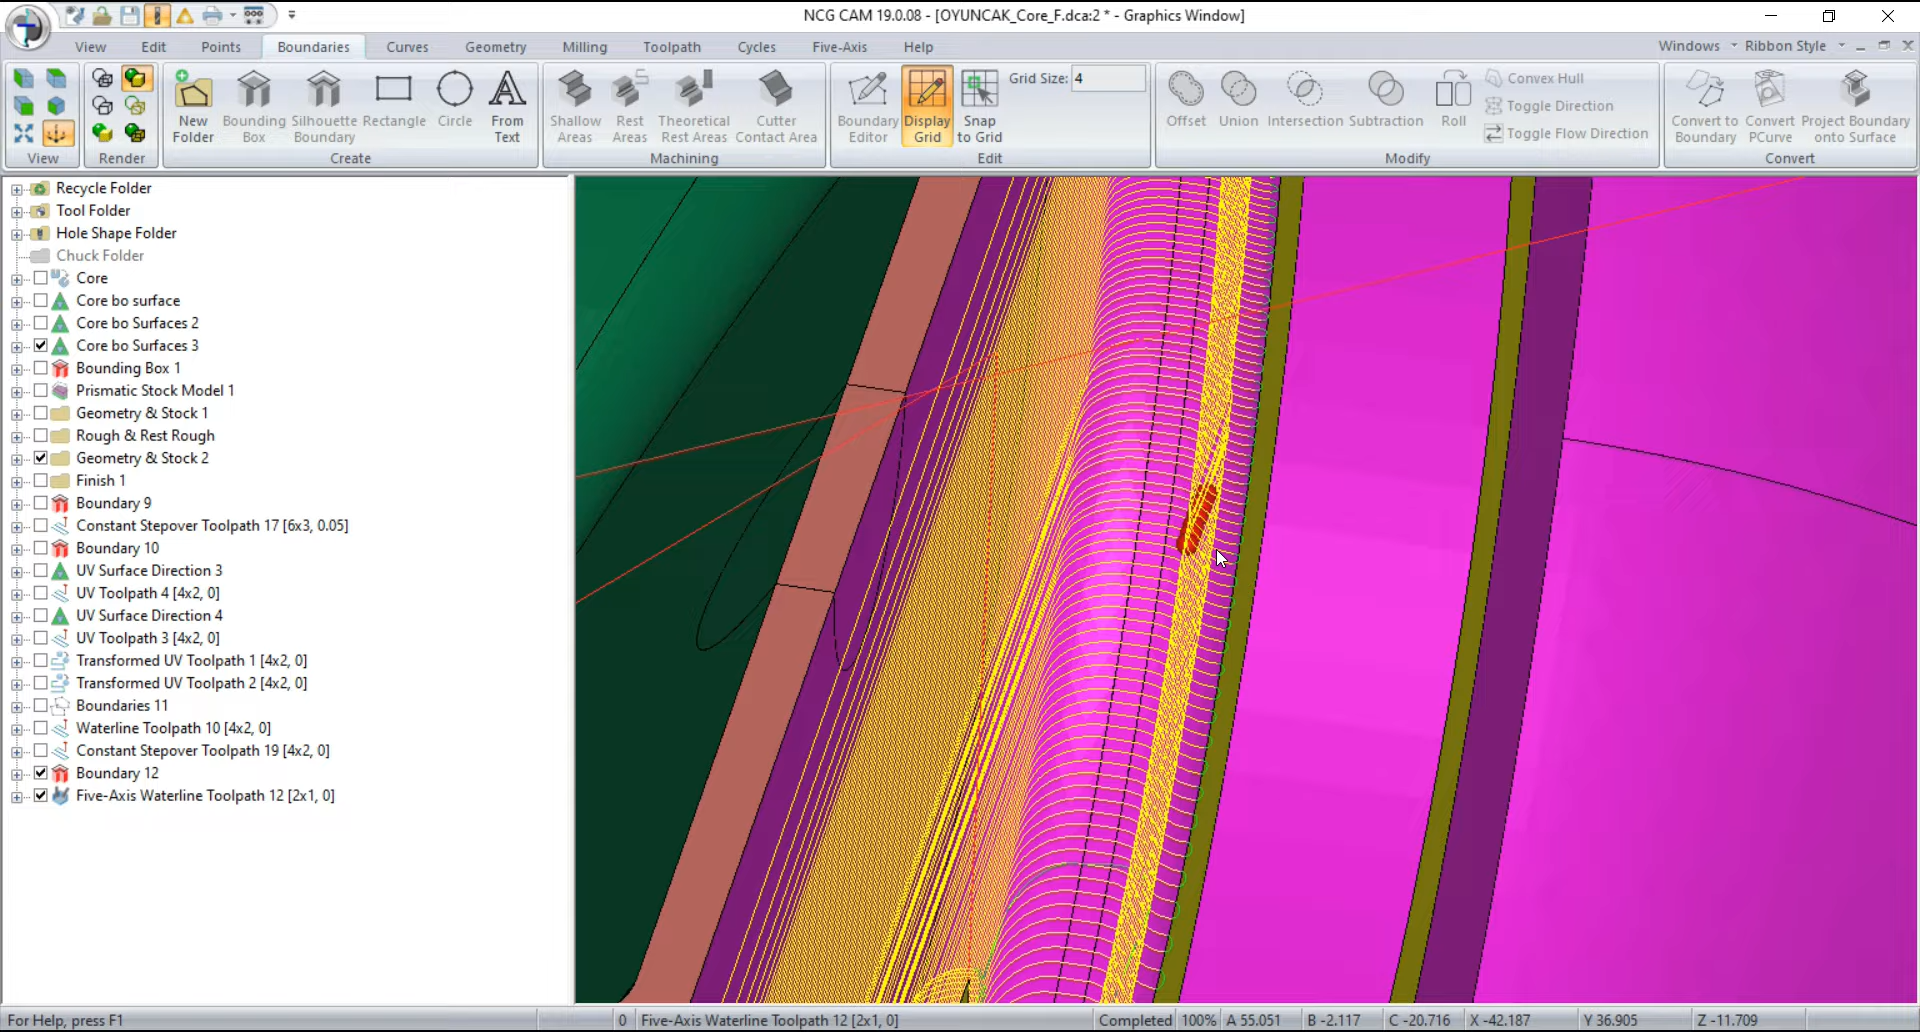 NCG CAM 19.0.08 - [OYUNCAK_Core_F.dca:2 * - Graphics Window]
View Edit Points Boundaries Curves Geometry Milling Toolpath Cycles Five-Axis Help Windows Ribbon Style
New Folder
Bounding Box
Silhouette Boundary
Rectangle
Circle
From Text
Shallow Areas
Rest Areas
Theoretical Rest Areas
Cutter Contact Area
Boundary Editor
Display Grid
Snap to Grid
Grid Size: 4
Offset
Union
Intersection
Subtraction
Roll
Convex Hull
Toggle Direction
Toggle Flow Direction
Convert to Boundary
Convert PCurve
Project Boundary onto Surface
View Render Create Machining Edit Modify Convert
Recycle Folder
Tool Folder
Hole Shape Folder
Chuck Folder
Core
Core bo surface
Core bo Surfaces 2
Core bo Surfaces 3
Bounding Box 1
Prismatic Stock Model 1
Geometry & Stock 1
Rough & Rest Rough
Geometry & Stock 2
Finish 1
Boundary 9
Constant Stepover Toolpath 17 [6x3, 0.05]
Boundary 10
UV Surface Direction 3
UV Toolpath 4 [4x2, 0]
UV Surface Direction 4
UV Toolpath 3 [4x2, 0]
Transformed UV Toolpath 1 [4x2, 0]
Transformed UV Toolpath 2 [4x2, 0]
Boundaries 11
Waterline Toolpath 10 [4x2, 0]
Constant Stepover Toolpath 19 [4x2, 0]
Boundary 12
Five-Axis Waterline Toolpath 12 [2x1, 0]
For Help, press F1 0 Five-Axis Waterline Toolpath 12 [2x1, 0] Completed 100% A 55.051 B -2.117 C -20.716 X -42.187 Y 36.905 Z -11.709